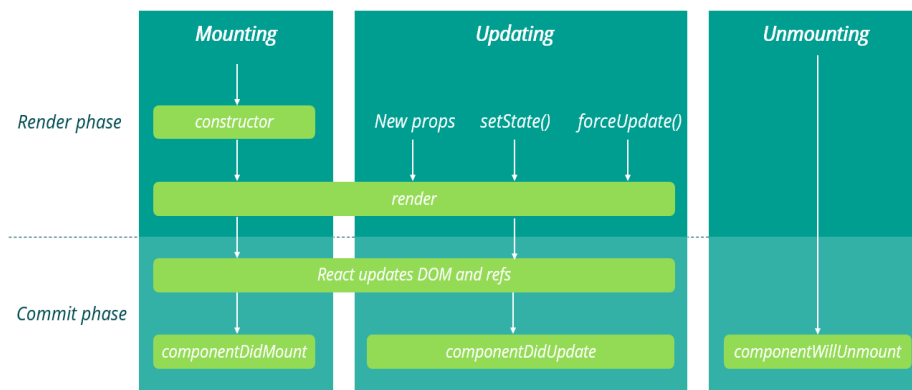 Mounting
Updating
Unmounting
Render phase
constructor
New props
setState()
forceUpdate()
render
React updates DOM and refs
Commit phase
componentDidMount
componentDidUpdate
componentWillUnmount